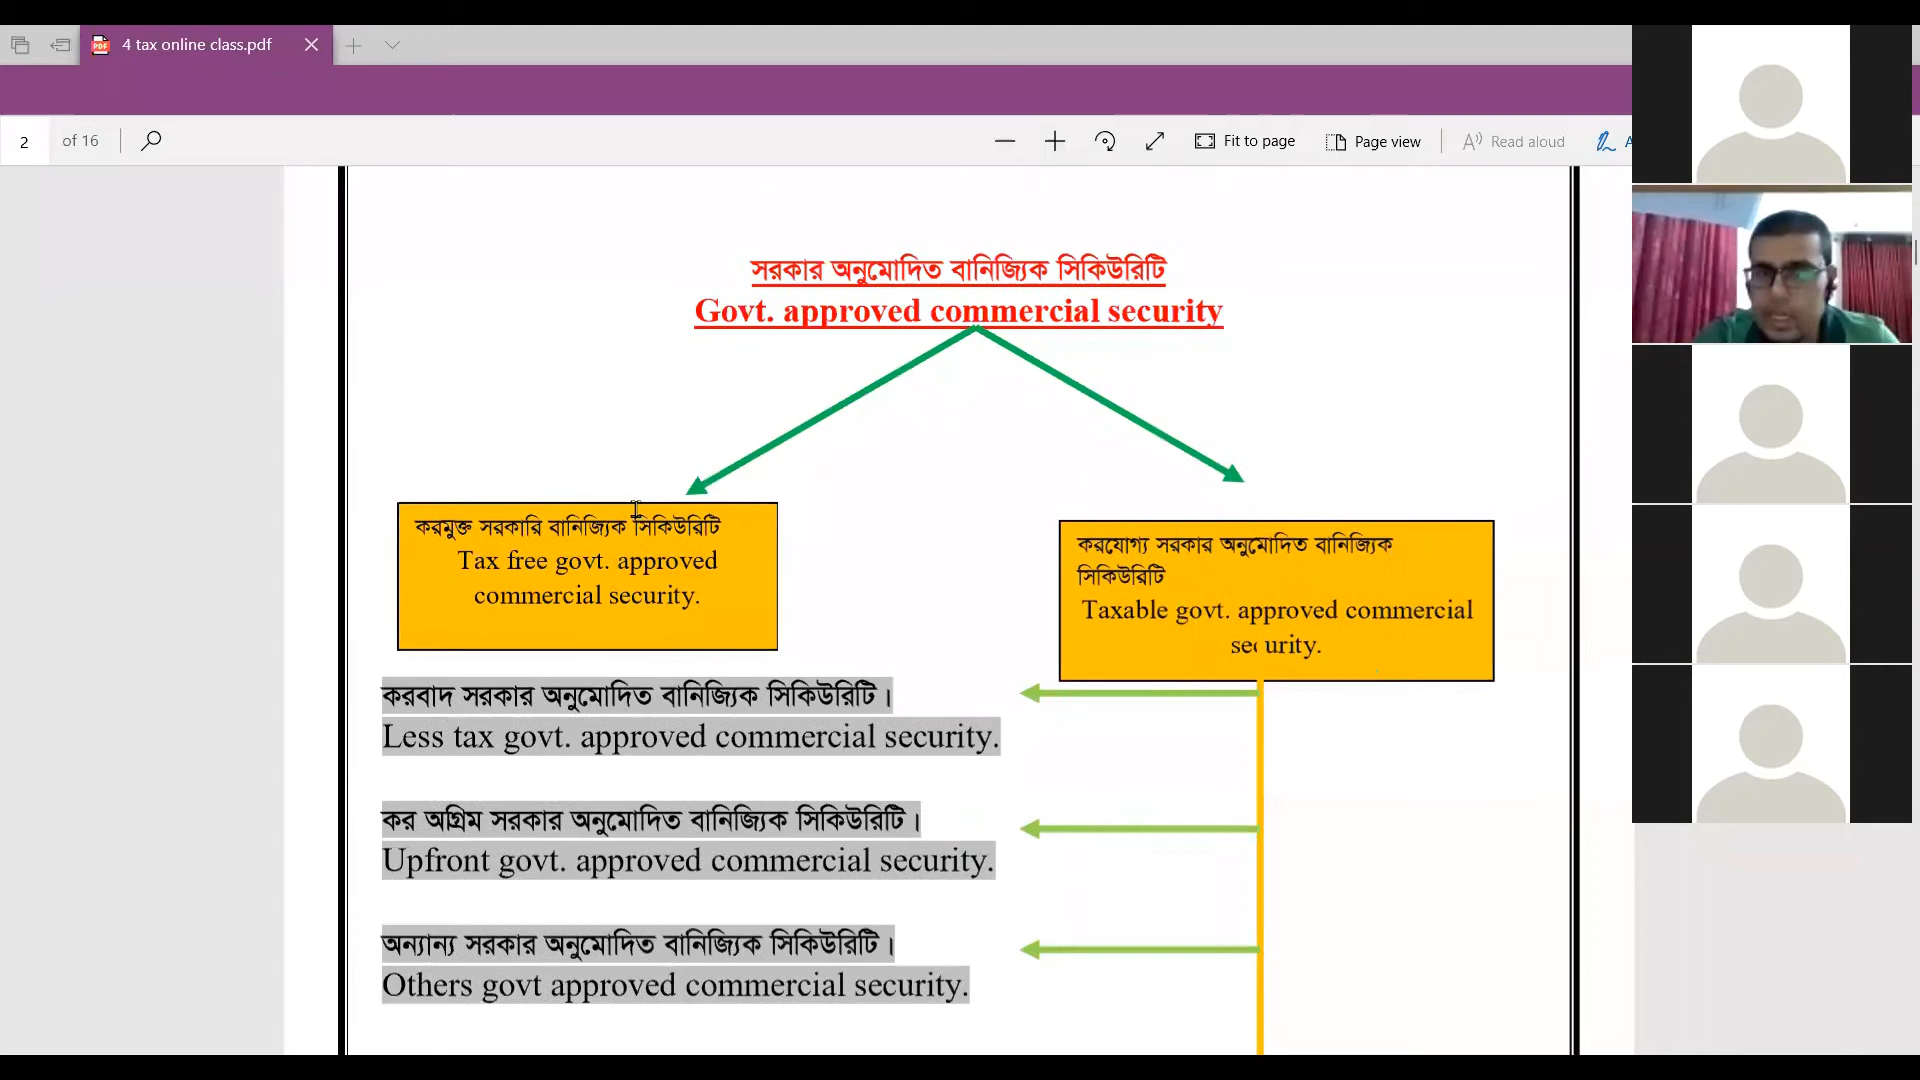 4 tax online class.pdf
2 of 16
Fit to page
Page view
Read aloud
সরকার অনুমোদিত বানিজ্যিক সিকিউরিটি
Govt. approved commercial security
করমুক্ত সরকারি বানিজ্যিক সিকিউরিটি
Tax free govt. approved
commercial security.
করযোগ্য সরকার অনুমোদিত বানিজ্যিক
সিকিউরিটি
Taxable govt. approved commercial
security.
করবাদ সরকার অনুমোদিত বানিজ্যিক সিকিউরিটি।
Less tax govt. approved commercial security.
কর অগ্রিম সরকার অনুমোদিত বানিজ্যিক সিকিউরিটি।
Upfront govt. approved commercial security.
অন্যান্য সরকার অনুমোদিত বানিজ্যিক সিকিউরিটি।
Others govt approved commercial security.